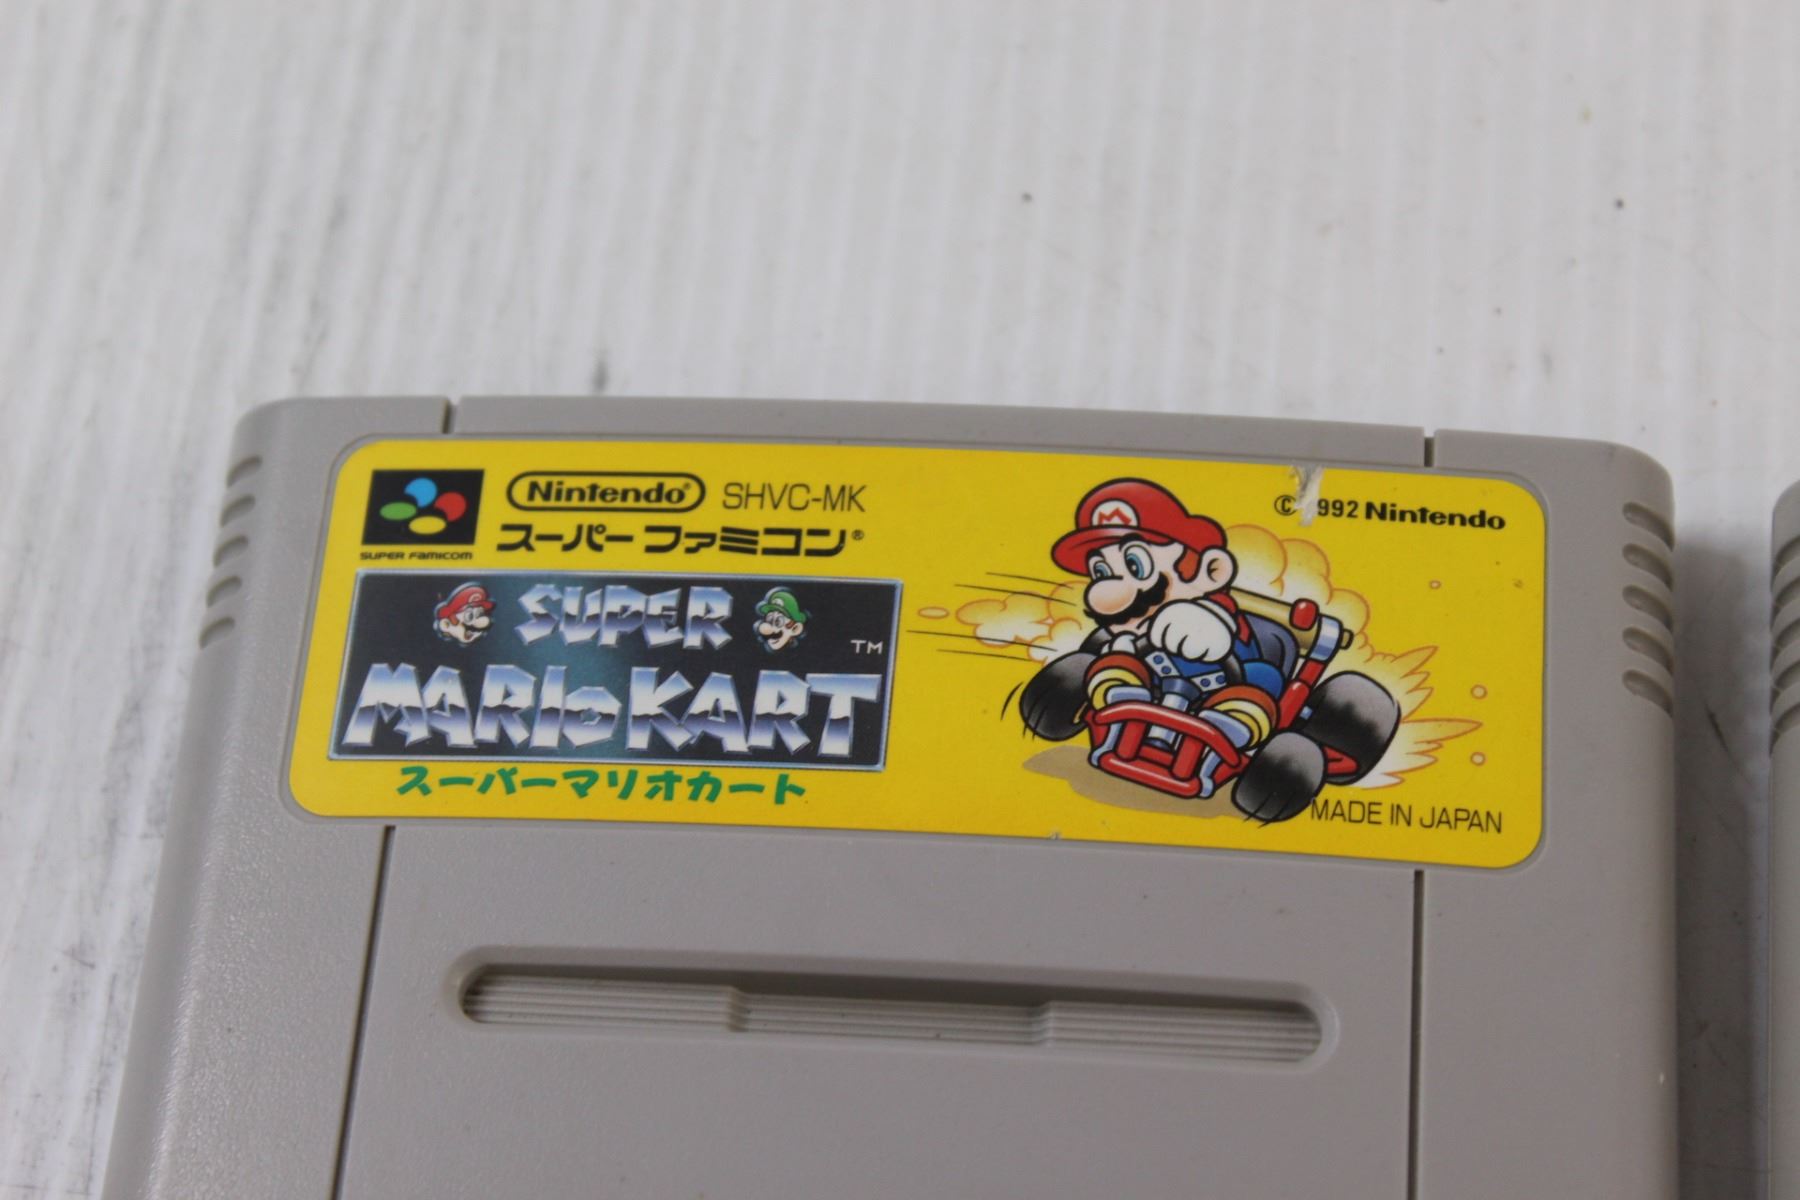 Nintendo® SHVC-MK
スーパーファミコン®
SUPER FAMICOM
© 992 Nintendo
SUPER
MARIO KART
TM
スーパーマリオカート
MADE IN JAPAN